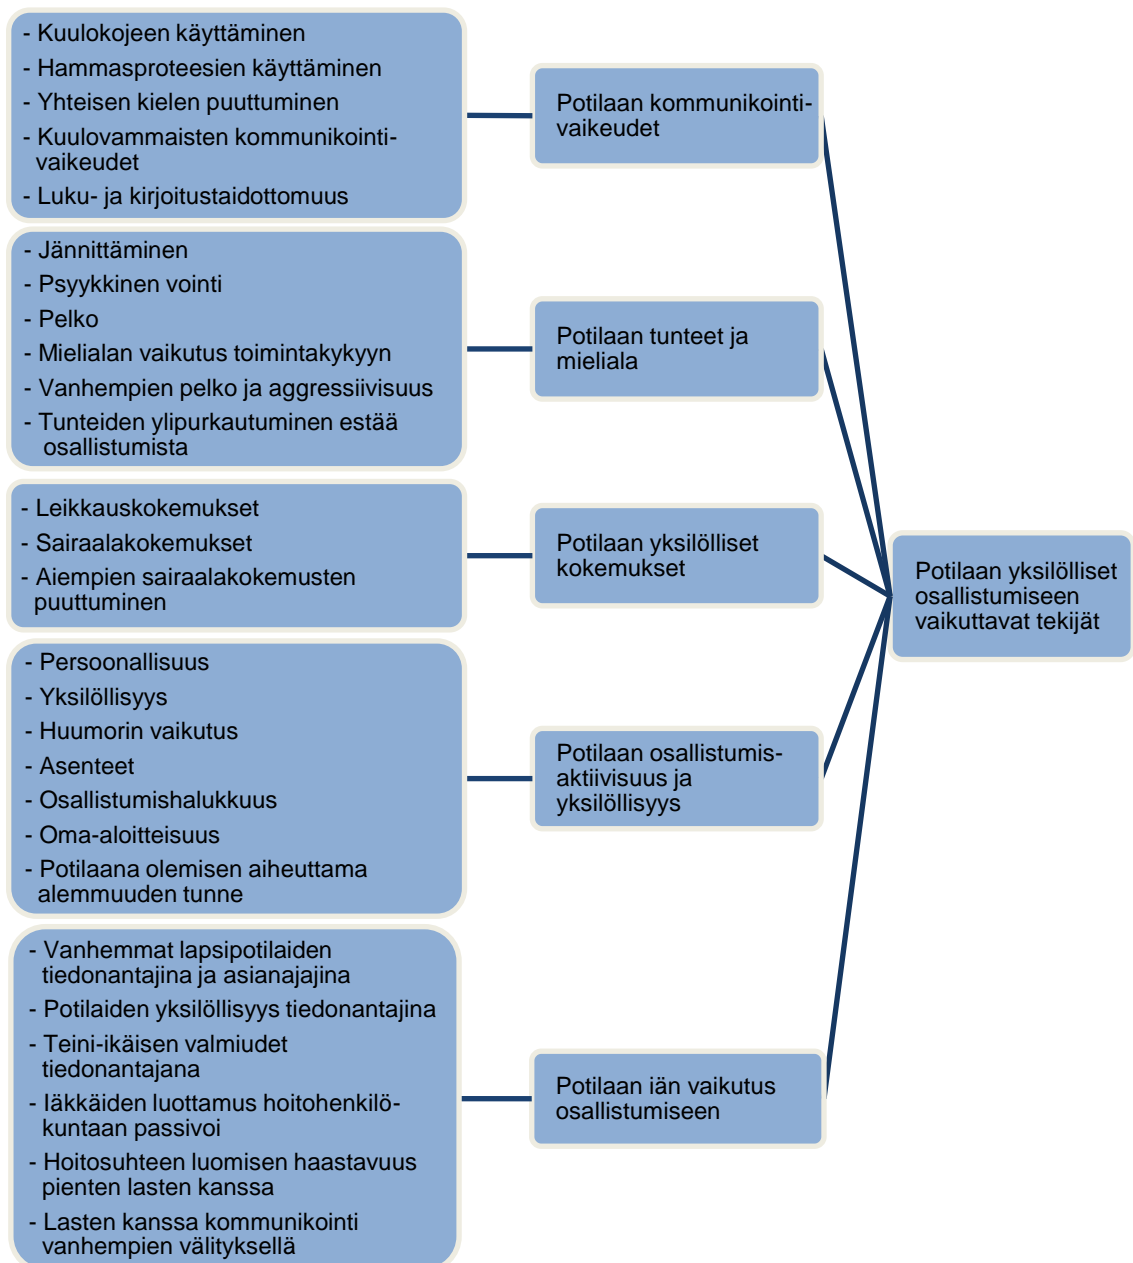 - Kuulokojeen käyttäminen
- Hammasproteesien käyttäminen
- Yhteisen kielen puuttuminen
- Kuulovammaisten kommunikointi-
vaikeudet
- Luku- ja kirjoitustaidottomuus
Potilaan kommunikointi-
vaikeudet
- Jännittäminen
- Psyykkinen vointi
- Pelko
- Mielialan vaikutus toimintakykyyn
- Vanhempien pelko ja aggressiivisuus
- Tunteiden ylipurkautuminen estää
osallistumista
Potilaan tunteet ja
mieliala
- Leikkauskokemukset
- Sairaalakokemukset
- Aiempien sairaalakokemusten
puuttuminen
Potilaan yksilölliset
kokemukset
- Persoonallisuus
- Yksilöllisyys
- Huumorin vaikutus
- Asenteet
- Osallistumishalukkuus
- Oma-aloitteisuus
- Potilaana olemisen aiheuttama
alemmuuden tunne
Potilaan osallistumis-
aktiivisuus ja
yksilöllisyys
- Vanhemmat lapsipotilaiden
tiedonantajina ja asianajajina
- Potilaiden yksilöllisyys tiedonantajina
- Teini-ikäisen valmiudet
tiedonantajana
- Iäkkäiden luottamus hoitohenkilö-
kuntaan passivoi
- Hoitosuhteen luomisen haastavuus
pienten lasten kanssa
- Lasten kanssa kommunikointi
vanhempien välityksellä
Potilaan iän vaikutus
osallistumiseen
Potilaan yksilölliset
osallistumiseen
vaikuttavat tekijät